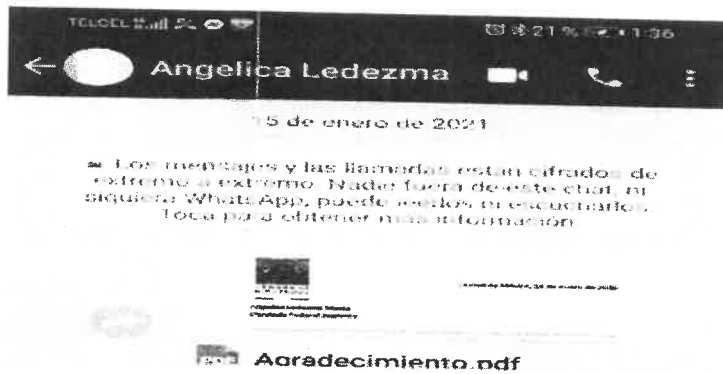 TELCEL
21 % 1:36
Angelica Ledezma
15 de enero de 2021
Los mensajes y las llamadas están cifrados de
extremo a extremo. Nadie fuera de este chat, ni
siquiera WhatsApp, puede leerlos ni escucharlos.
Toca para obtener más información
Agradecimiento.pdf